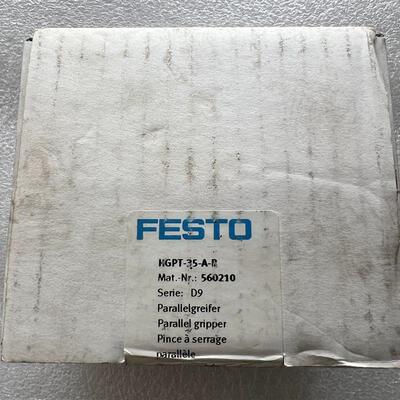 FESTO
HGPT-35-A-B
Mat.-Nr.: 560210
Serie: D9
Parallelgreifer
Parallel gripper
Pince à serrage
parallèle